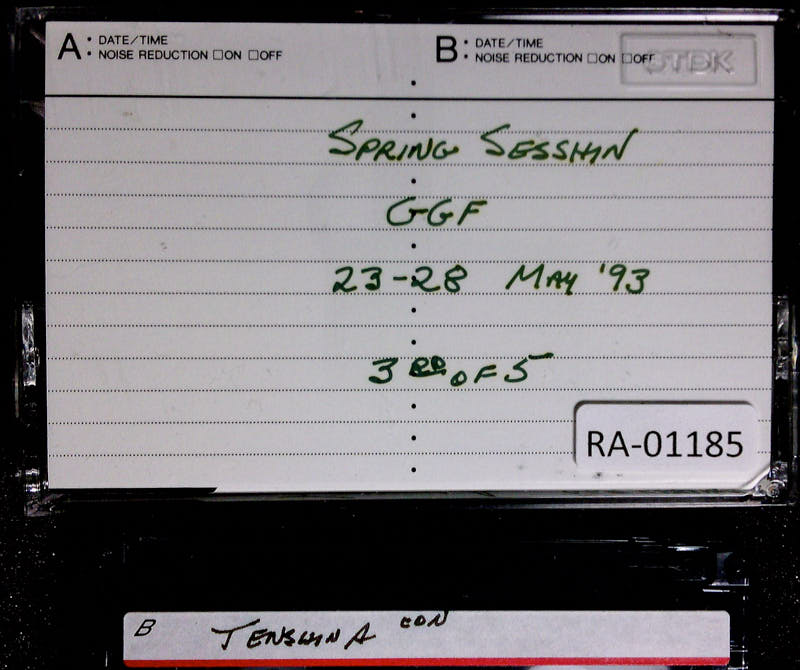 A • DATE/TIME
• NOISE REDUCTION □ON □OFF
B • DATE/TIME
• NOISE REDUCTION □ON □OFF
TDK
SPRING SESSHIN
GGF
23-28 MAY '93
3RD OF 5
RA-01185
B TENSHIN A CON